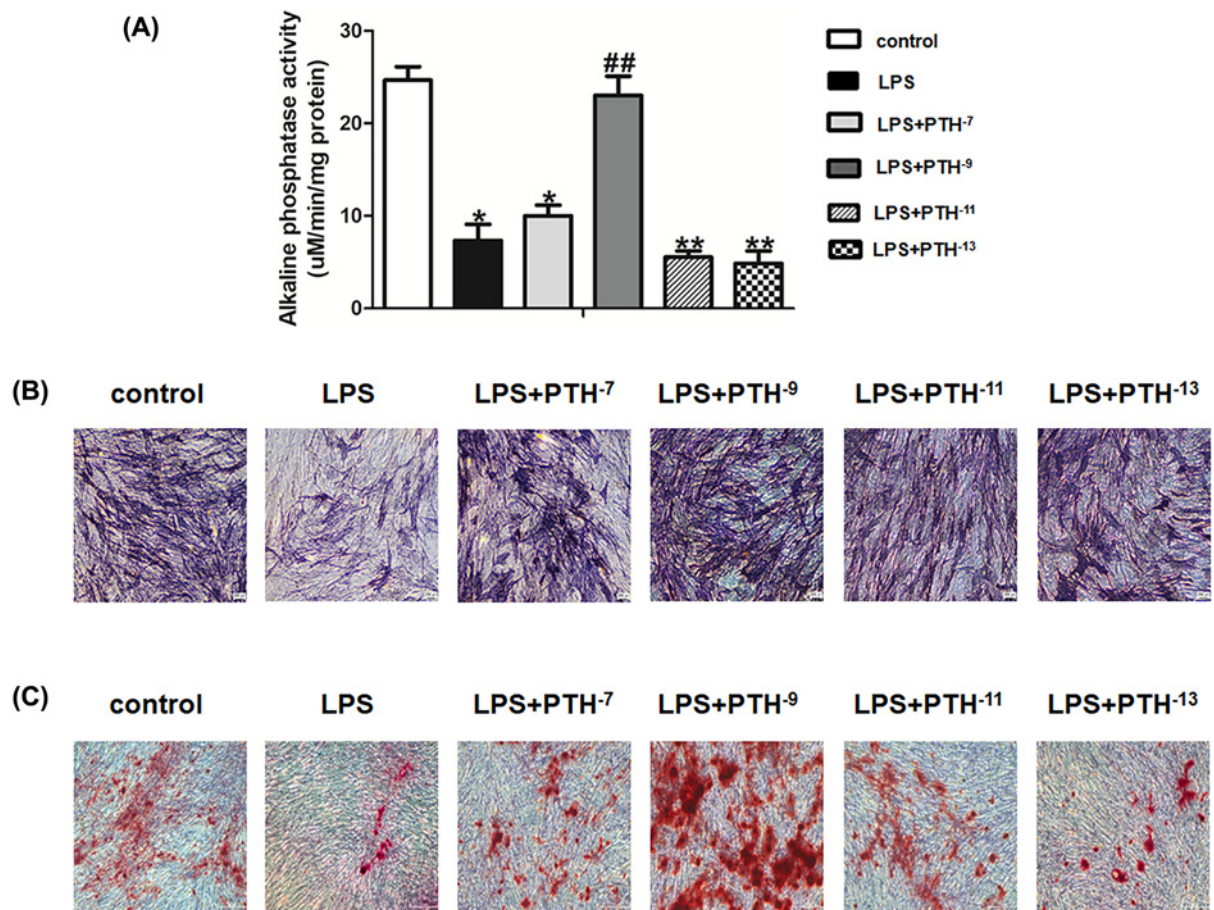 (A)
Alkaline phosphatase activity
(uM/min/mg protein)
30
20
10
0
*
*
##
**
**
control
LPS
LPS+PTH⁻⁷
LPS+PTH⁻⁹
LPS+PTH⁻¹¹
LPS+PTH⁻¹³
(B)
control LPS LPS+PTH⁻⁷ LPS+PTH⁻⁹ LPS+PTH⁻¹¹ LPS+PTH⁻¹³
(C)
control LPS LPS+PTH⁻⁷ LPS+PTH⁻⁹ LPS+PTH⁻¹¹ LPS+PTH⁻¹³